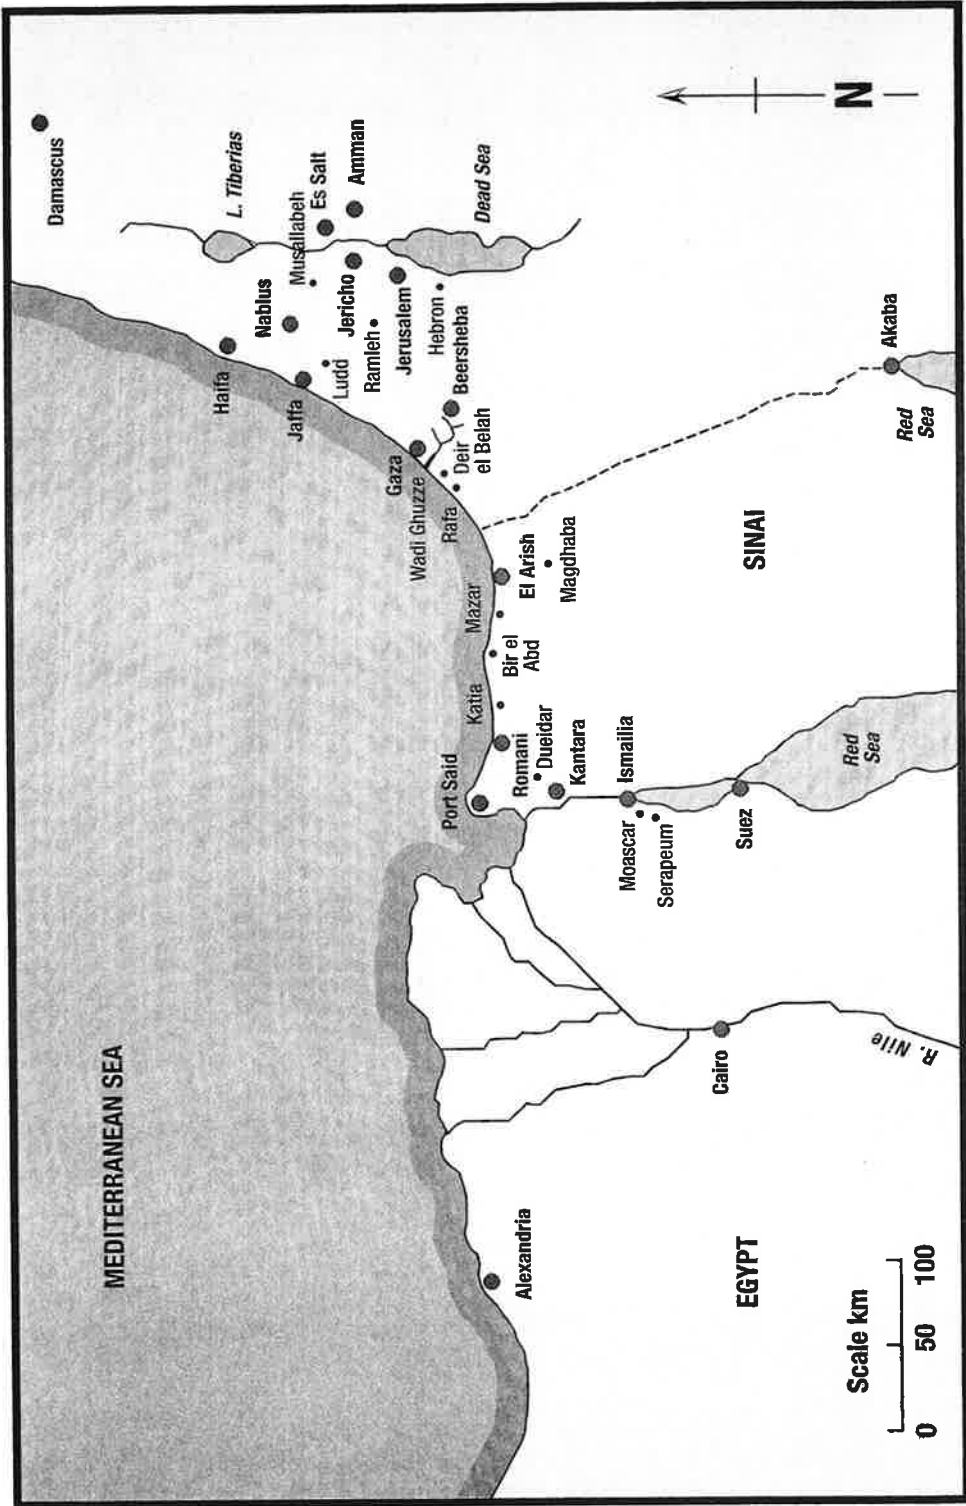 MEDITERRANEAN SEA
Damascus
L. Tiberias
Haifa
Nablus
Musallabeh
Es Salt
Amman
Jaffa
Ludd
Jericho
Ramleh
Jerusalem
Dead Sea
Hebron
Gaza
Beersheba
Wadi Ghuzze
Deir
el Belah
Rafa
El Arish
Magdhaba
Mazar
Bir el
Abd
Katia
Romani
Dueidar
Port Said
Kantara
Ismailia
Moascar
Serapeum
Suez
Red
Sea
SINAI
Akaba
Red
Sea
Alexandria
Cairo
R. Nile
EGYPT
Scale km
0 50 100
N